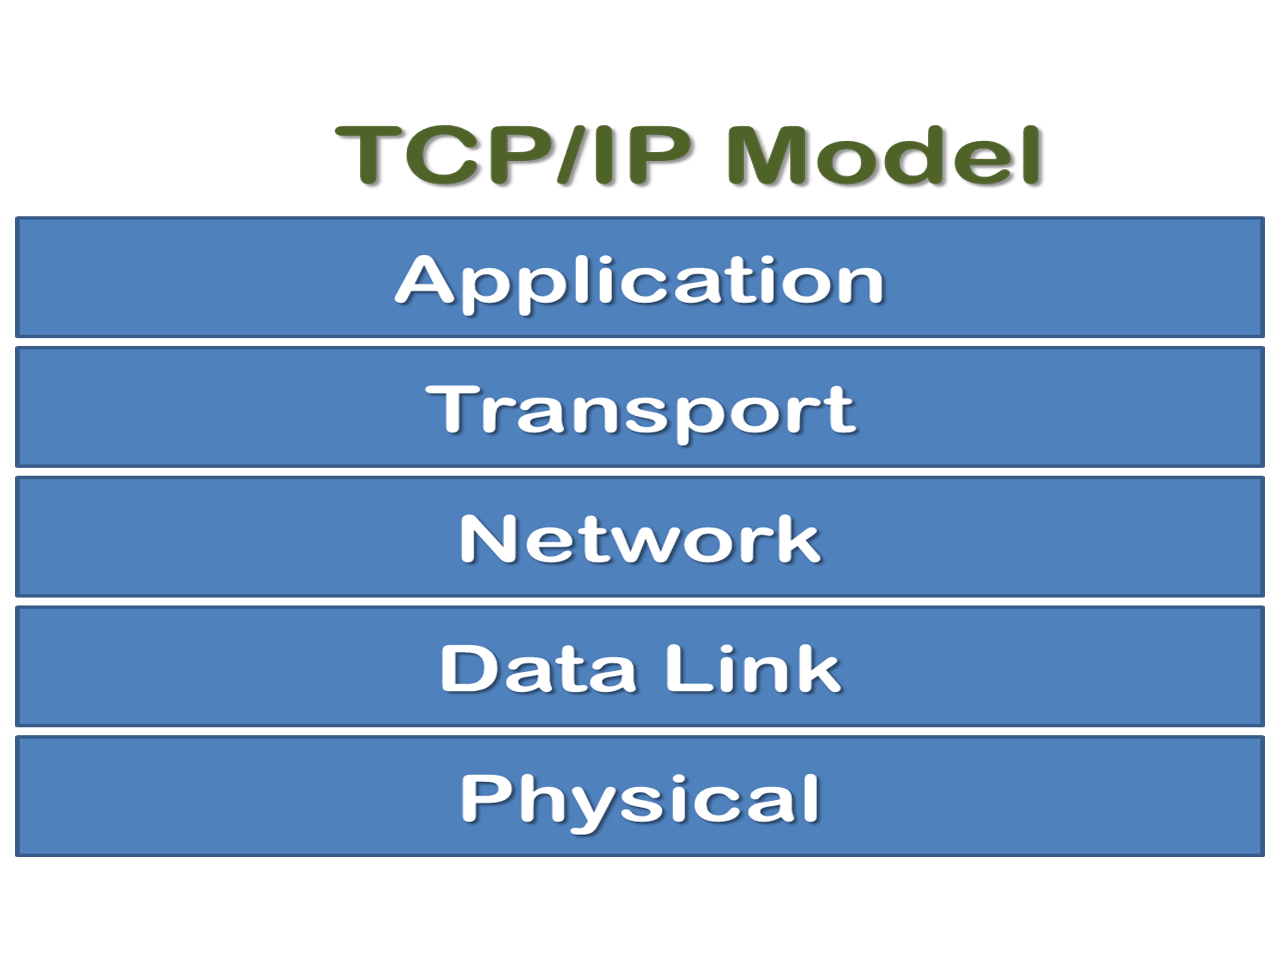 TCP/IP Model
Application
Transport
Network
Data Link
Physical